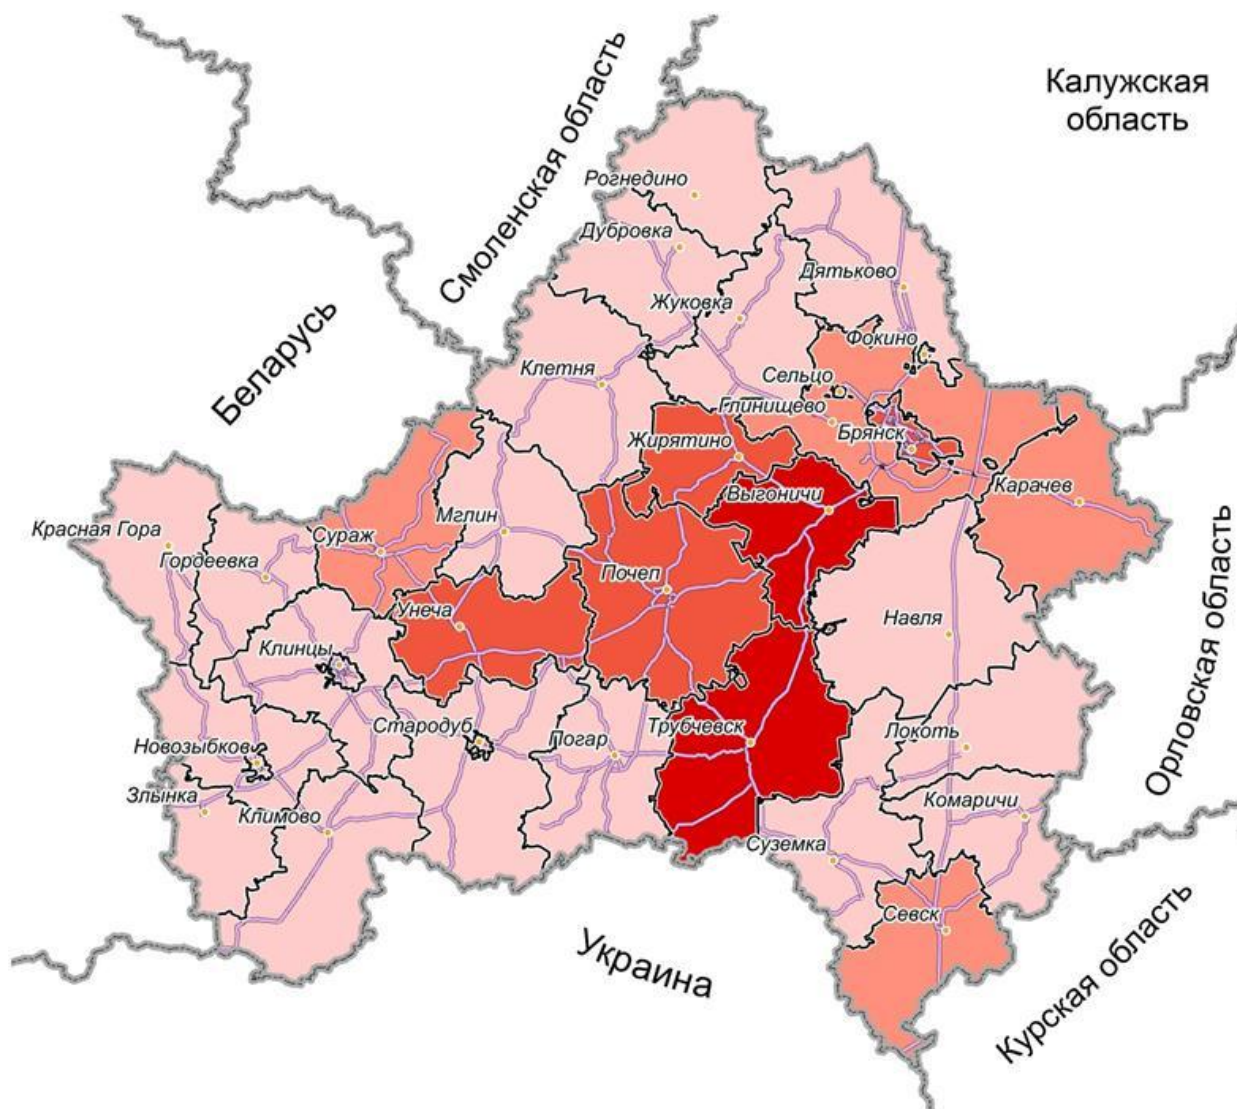 Калужская
область
Смоленская область
Беларусь
Рогнедино
Дубровка
Дятьково
Жуковка
Фокино
Клетня
Сельцо
Глинищево
Брянск
Жирятино
Выгоничи
Карачев
Красная Гора
Сураж
Мглин
Гордеевка
Почеп
Унеча
Навля
Клинцы
Орловская область
Стародуб
Погар
Трубчевск
Локоть
Новозыбков
Злынка
Климово
Комаричи
Суземка
Севск
Украина
Курская область